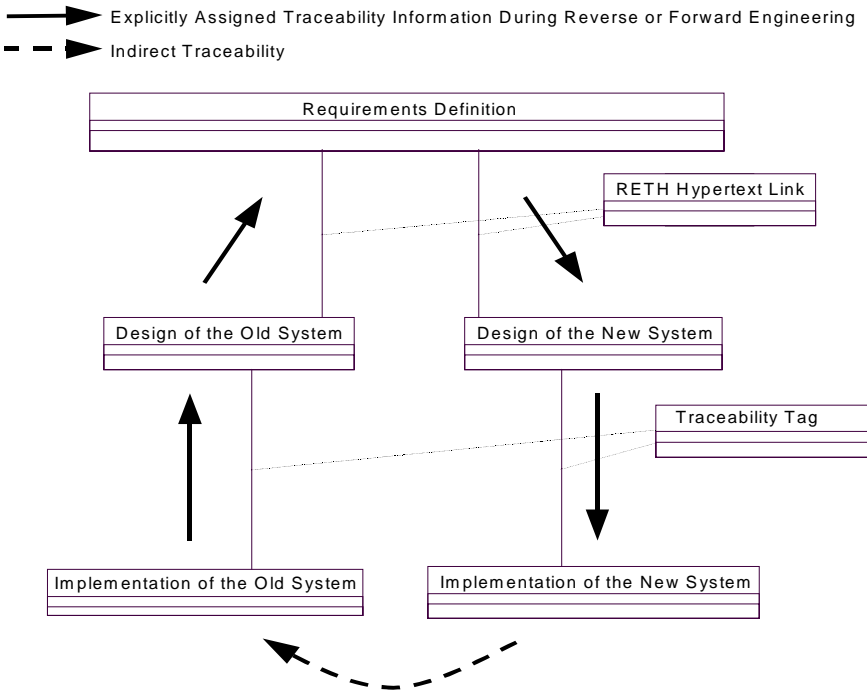 Explicitly Assigned Traceability Information During Reverse or Forward Engineering
Indirect Traceability
Requirements Definition
RETH Hypertext Link
Design of the Old System
Design of the New System
Traceability Tag
Implementation of the Old System
Implementation of the New System